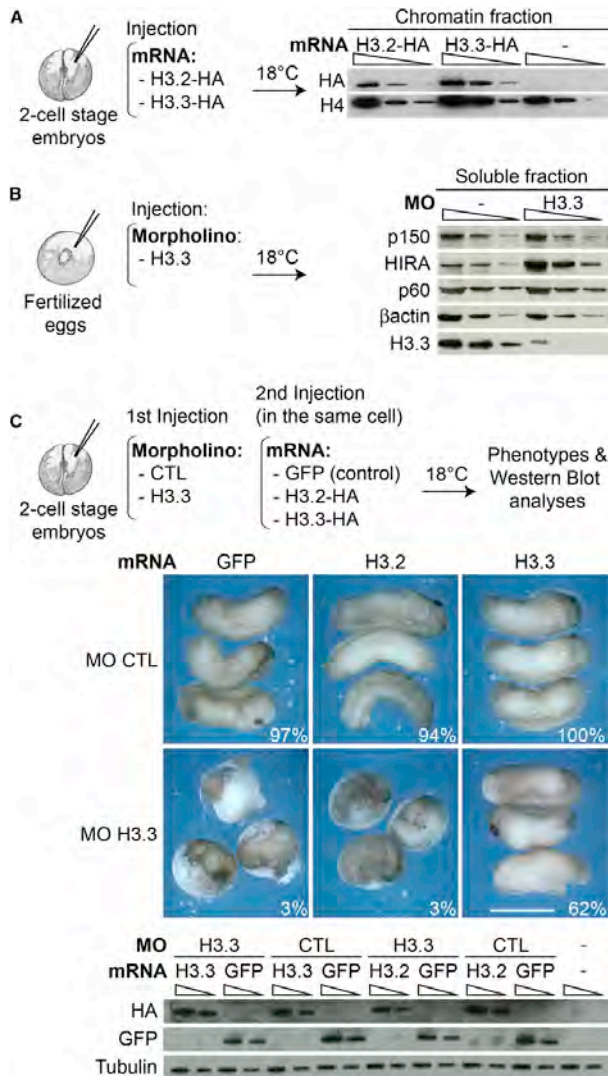 A
Injection
mRNA:
- H3.2-HA
- H3.3-HA
18°C
2-cell stage
embryos
Chromatin fraction
mRNA H3.2-HA H3.3-HA -
HA
H4
B
Injection:
Morpholino:
- H3.3
18°C
Fertilized
eggs
Soluble fraction
MO - H3.3
p150
HIRA
p60
βactin
H3.3
C
1st Injection
Morpholino:
- CTL
- H3.3
2nd Injection
(in the same cell)
mRNA:
- GFP (control)
- H3.2-HA
- H3.3-HA
18°C
Phenotypes &
Western Blot
analyses
2-cell stage
embryos
mRNA GFP H3.2 H3.3
MO CTL
97% 94% 100%
MO H3.3
3% 3% 62%
MO H3.3 CTL H3.3 CTL -
mRNA H3.3 GFP H3.3 GFP H3.2 GFP H3.2 GFP -
HA
GFP
Tubulin